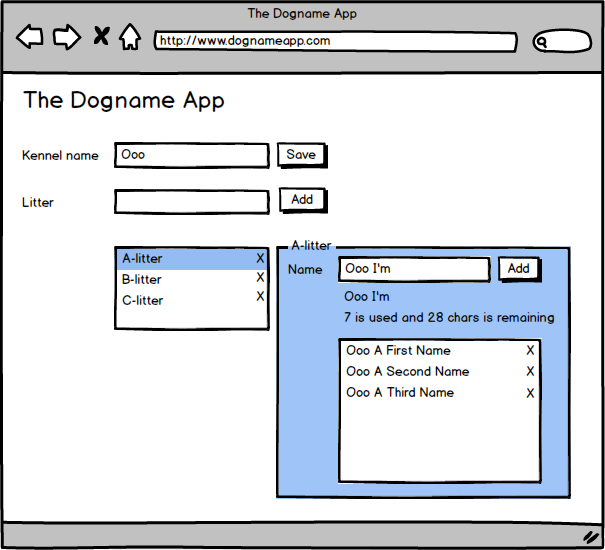 The Dogname App
http://www.dognameapp.com
The Dogname App
Kennel name Ooo Save
Litter Add
A-litter
A-litter X
B-litter X
C-litter X
Name Ooo I'm Add
Ooo I'm
7 is used and 28 chars is remaining
Ooo A First Name X
Ooo A Second Name X
Ooo A Third Name X